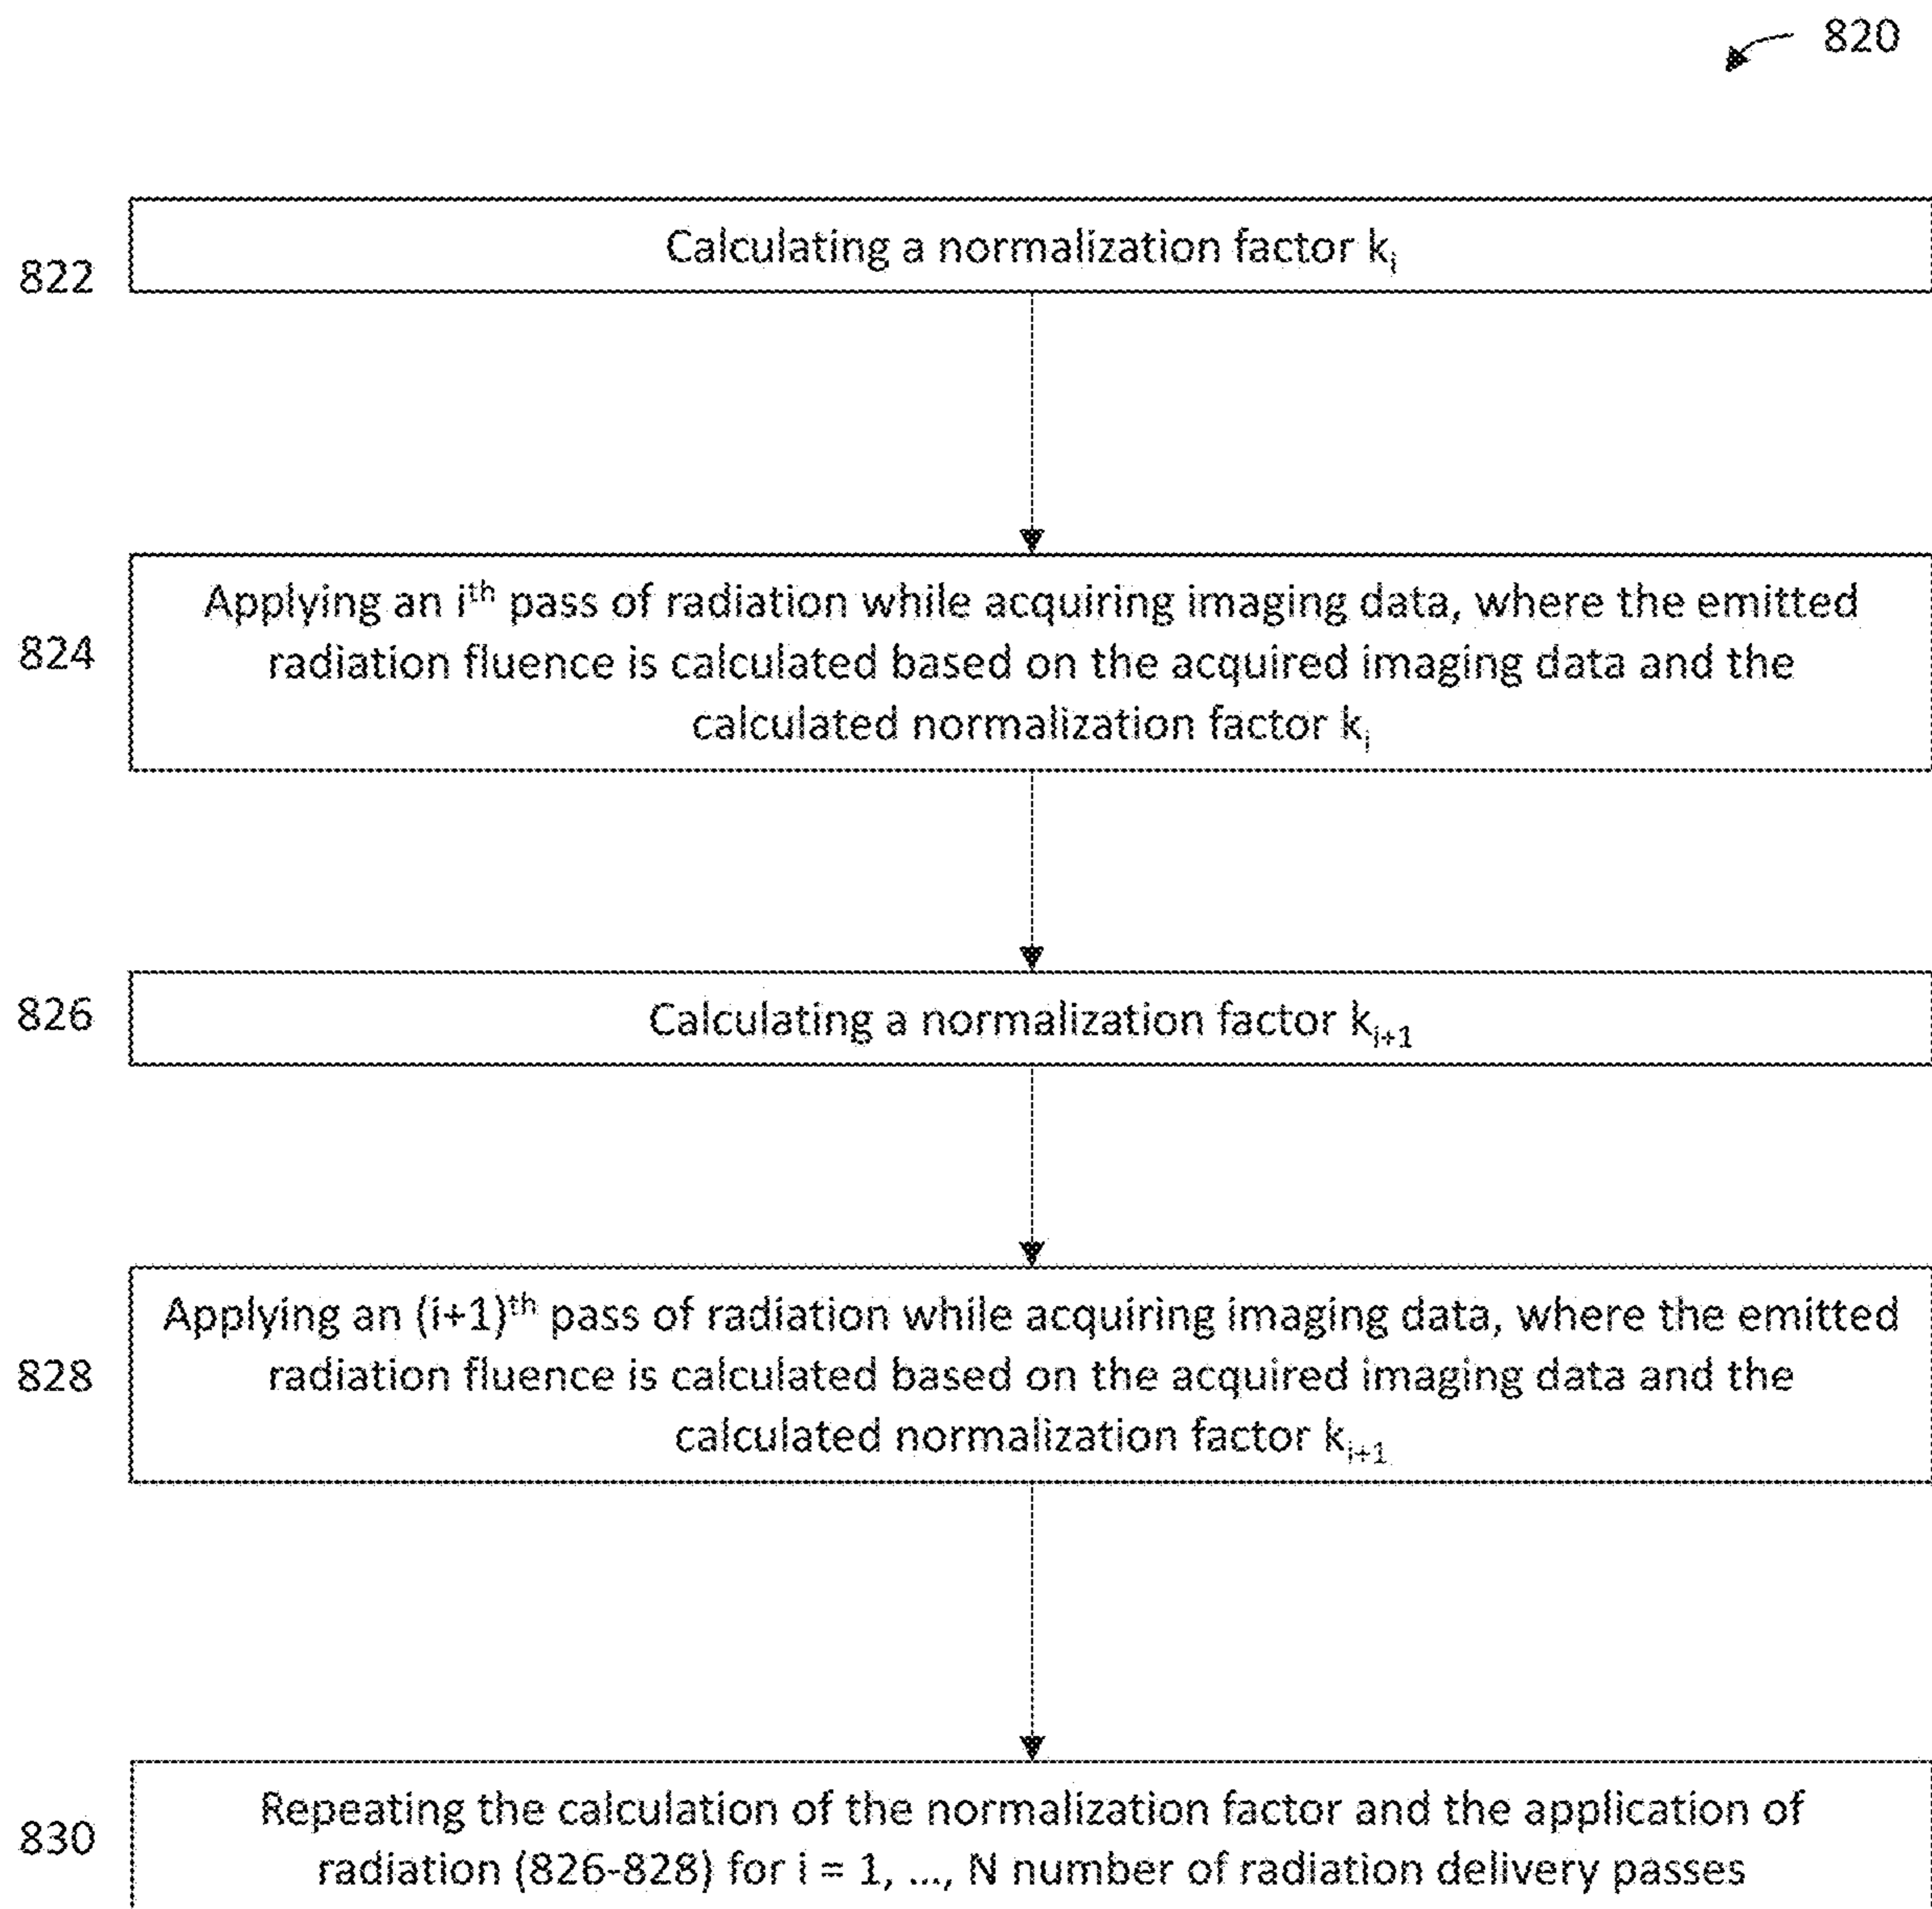 820
822
Calculating a normalization factor kᵢ
824
Applying an iᵗʰ pass of radiation while acquiring imaging data, where the emitted
radiation fluence is calculated based on the acquired imaging data and the
calculated normalization factor kᵢ
826
Calculating a normalization factor kᵢ₊₁
828
Applying an (i+1)ᵗʰ pass of radiation while acquiring imaging data, where the emitted
radiation fluence is calculated based on the acquired imaging data and the
calculated normalization factor kᵢ₊₁
830
Repeating the calculation of the normalization factor and the application of
radiation (826-828) for i = 1, ..., N number of radiation delivery passes